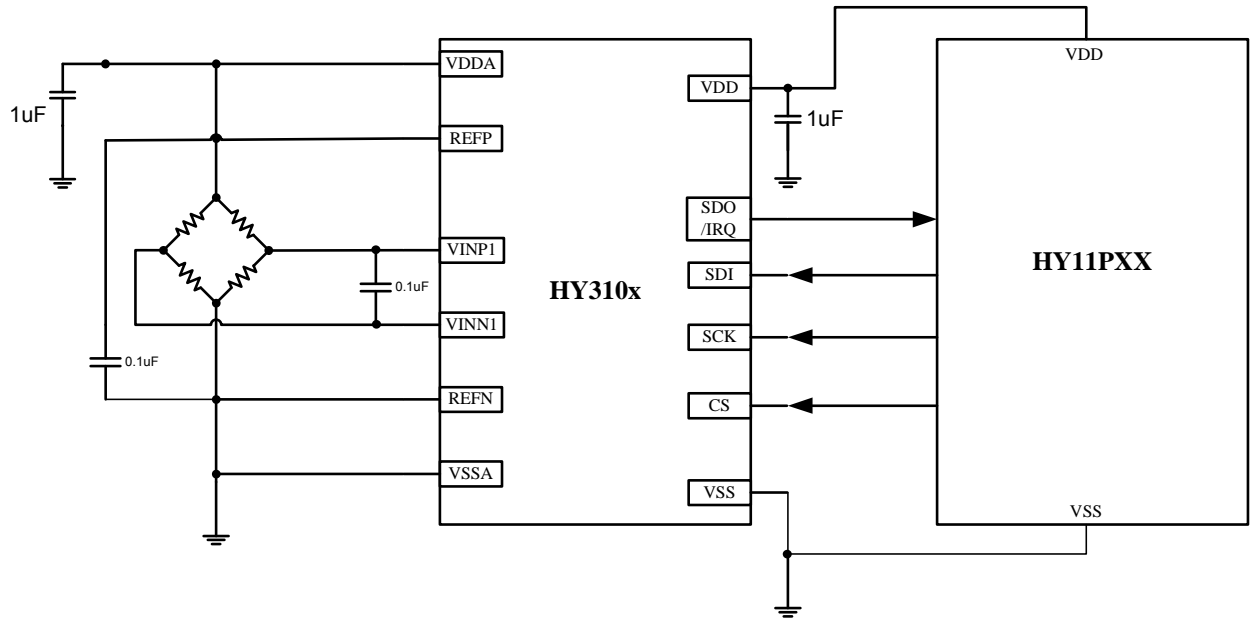 VDD
VDDA
VDD
1uF
1uF
REFP
SDO
/IRQ
VINP1
HY11PXX
SDI
0.1uF
HY310x
VINN1
SCK
0.1uF
REFN
CS
VSSA
VSS
VSS